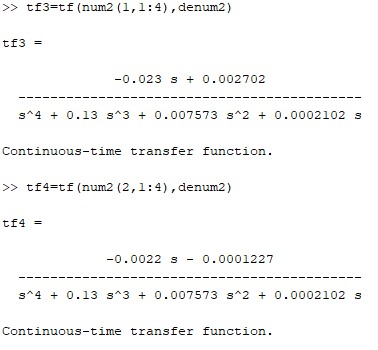 >> tf3=tf(num2(1,1:4),denum2)
tf3 =
-0.023 s + 0.002702
-------------------------------------------
s^4 + 0.13 s^3 + 0.007573 s^2 + 0.0002102 s
Continuous-time transfer function.
>> tf4=tf(num2(2,1:4),denum2)
tf4 =
-0.0022 s - 0.0001227
-------------------------------------------
s^4 + 0.13 s^3 + 0.007573 s^2 + 0.0002102 s
Continuous-time transfer function.